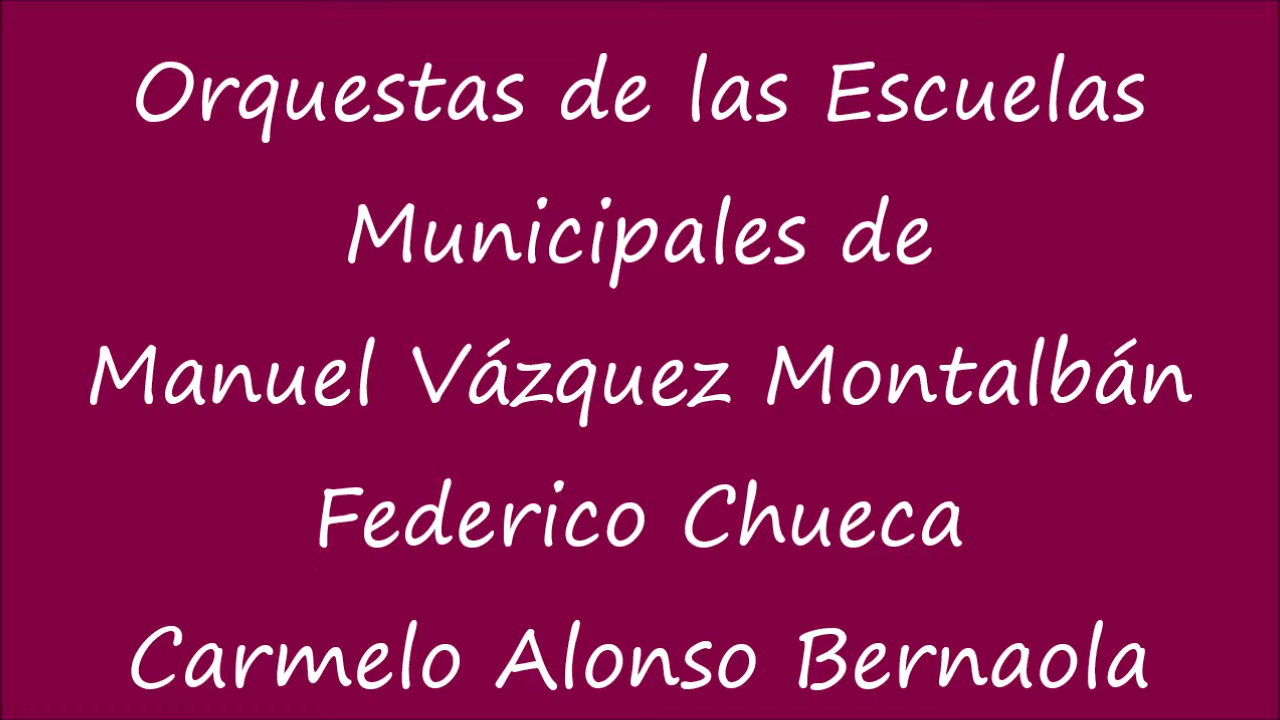 Orquestas de las Escuelas
Municipales de
Manuel Vázquez Montalbán
Federico Chueca
Carmelo Alonso Bernaola